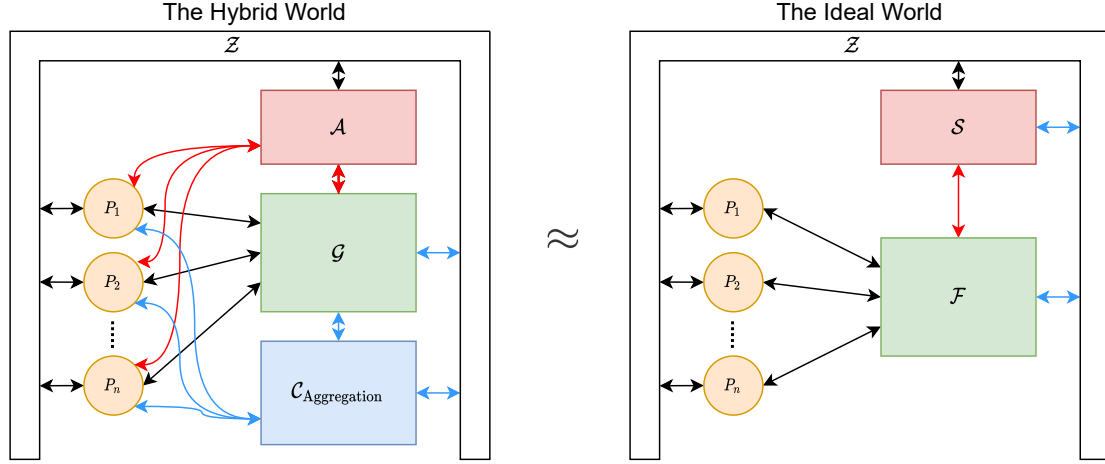 The Hybrid World
The Ideal World
𝒵
𝒵
𝒜
𝒮
P₁
P₁
𝒢
P₂
P₂
ℱ
Pₙ
Pₙ
𝒞Aggregation
≈